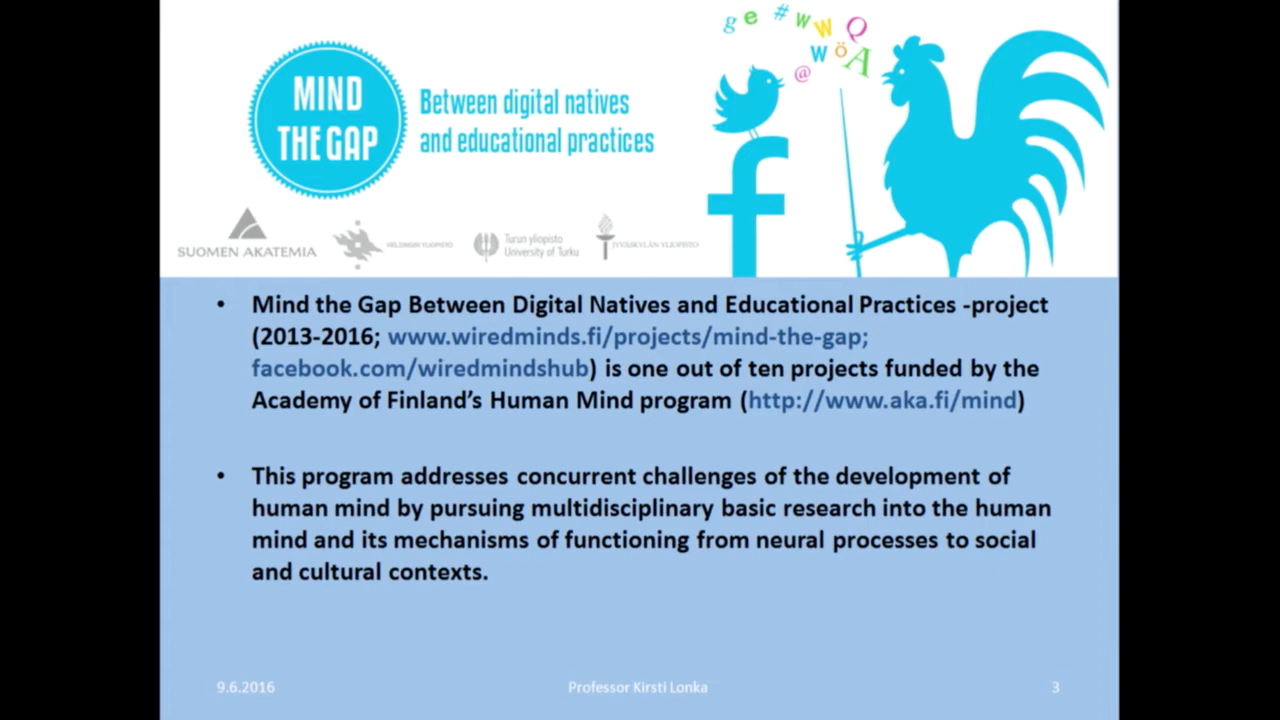 g e # w w Q
w ö A
@
MIND
THE GAP
Between digital natives
and educational practices
SUOMEN AKATEMIA
HELSINGIN YLIOPISTO
Turun yliopisto
University of Turku
JYVÄSKYLÄN YLIOPISTO
• Mind the Gap Between Digital Natives and Educational Practices -project
(2013-2016; www.wiredminds.fi/projects/mind-the-gap;
facebook.com/wiredmindshub) is one out of ten projects funded by the
Academy of Finland’s Human Mind program (http://www.aka.fi/mind)
• This program addresses concurrent challenges of the development of
human mind by pursuing multidisciplinary basic research into the human
mind and its mechanisms of functioning from neural processes to social
and cultural contexts.
9.6.2016 Professor Kirsti Lonka 3